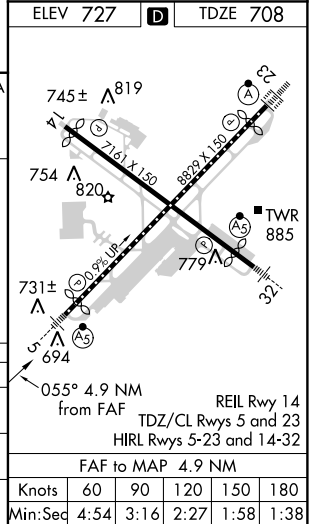 ELEV 727 D TDZE 708
A
745 ± 819
A 23
14 P
P
7161 X 150
8829 X 150
754
820
A5 TWR
885
P
779
0.9% UP
P
731±
32
5
694 A5
055° 4.9 NM
from FAF
REIL Rwy 14
TDZ/CL Rwys 5 and 23
HIRL Rwys 5-23 and 14-32
FAF to MAP 4.9 NM
Knots 60 90 120 150 180
Min:Sec 4:54 3:16 2:27 1:58 1:38